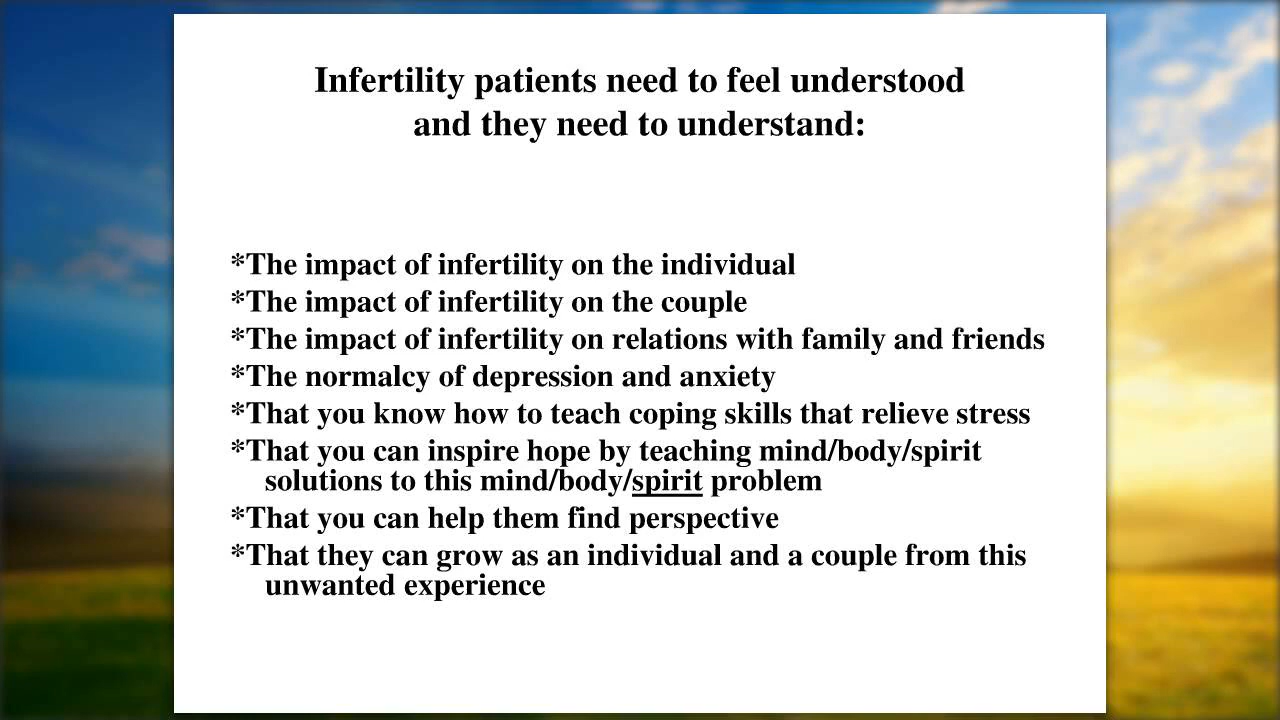 Infertility patients need to feel understood
and they need to understand:
*The impact of infertility on the individual
*The impact of infertility on the couple
*The impact of infertility on relations with family and friends
*The normalcy of depression and anxiety
*That you know how to teach coping skills that relieve stress
*That you can inspire hope by teaching mind/body/spirit
solutions to this mind/body/spirit problem
*That you can help them find perspective
*That they can grow as an individual and a couple from this
unwanted experience